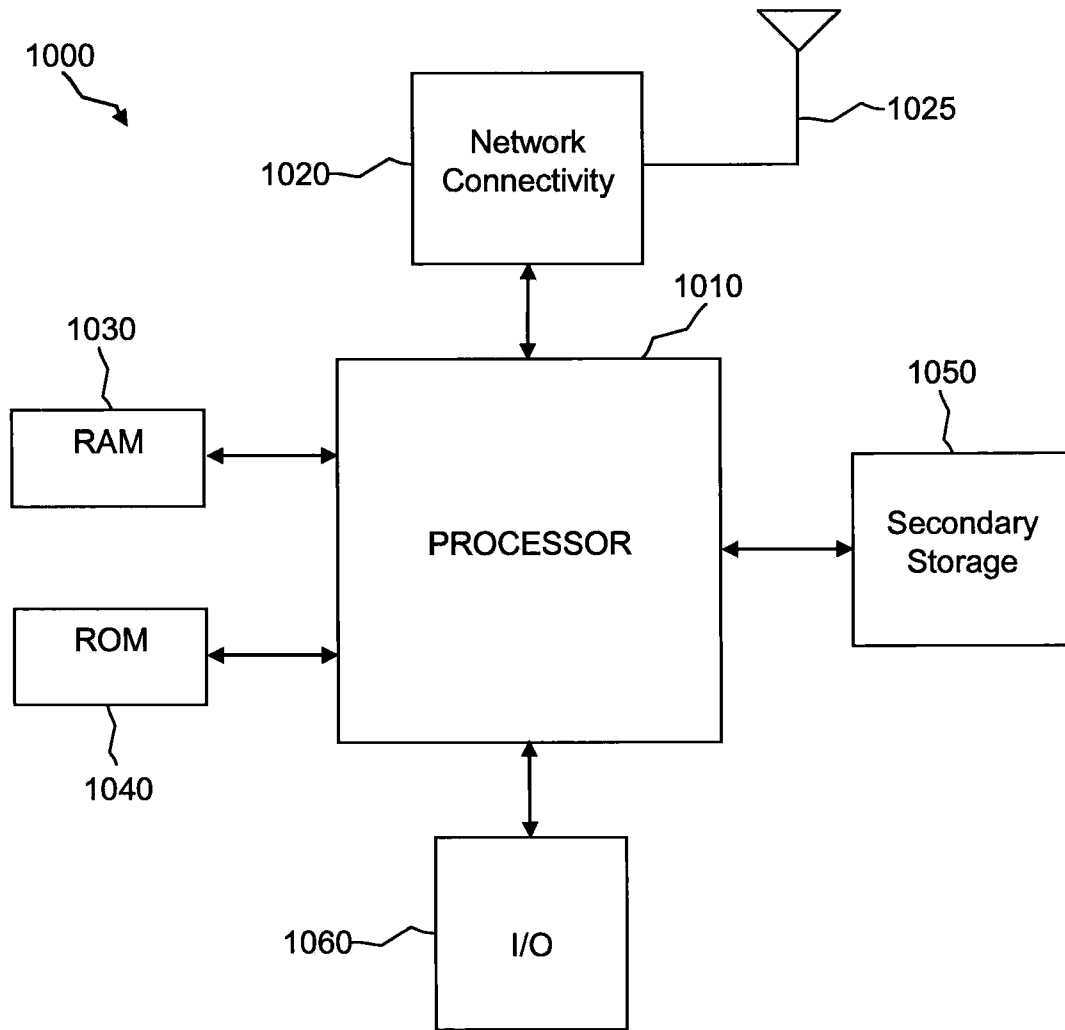 1000
Network
Connectivity
1025
1020
1010
1030
RAM
1050
PROCESSOR
Secondary
Storage
ROM
1040
1060
I/O